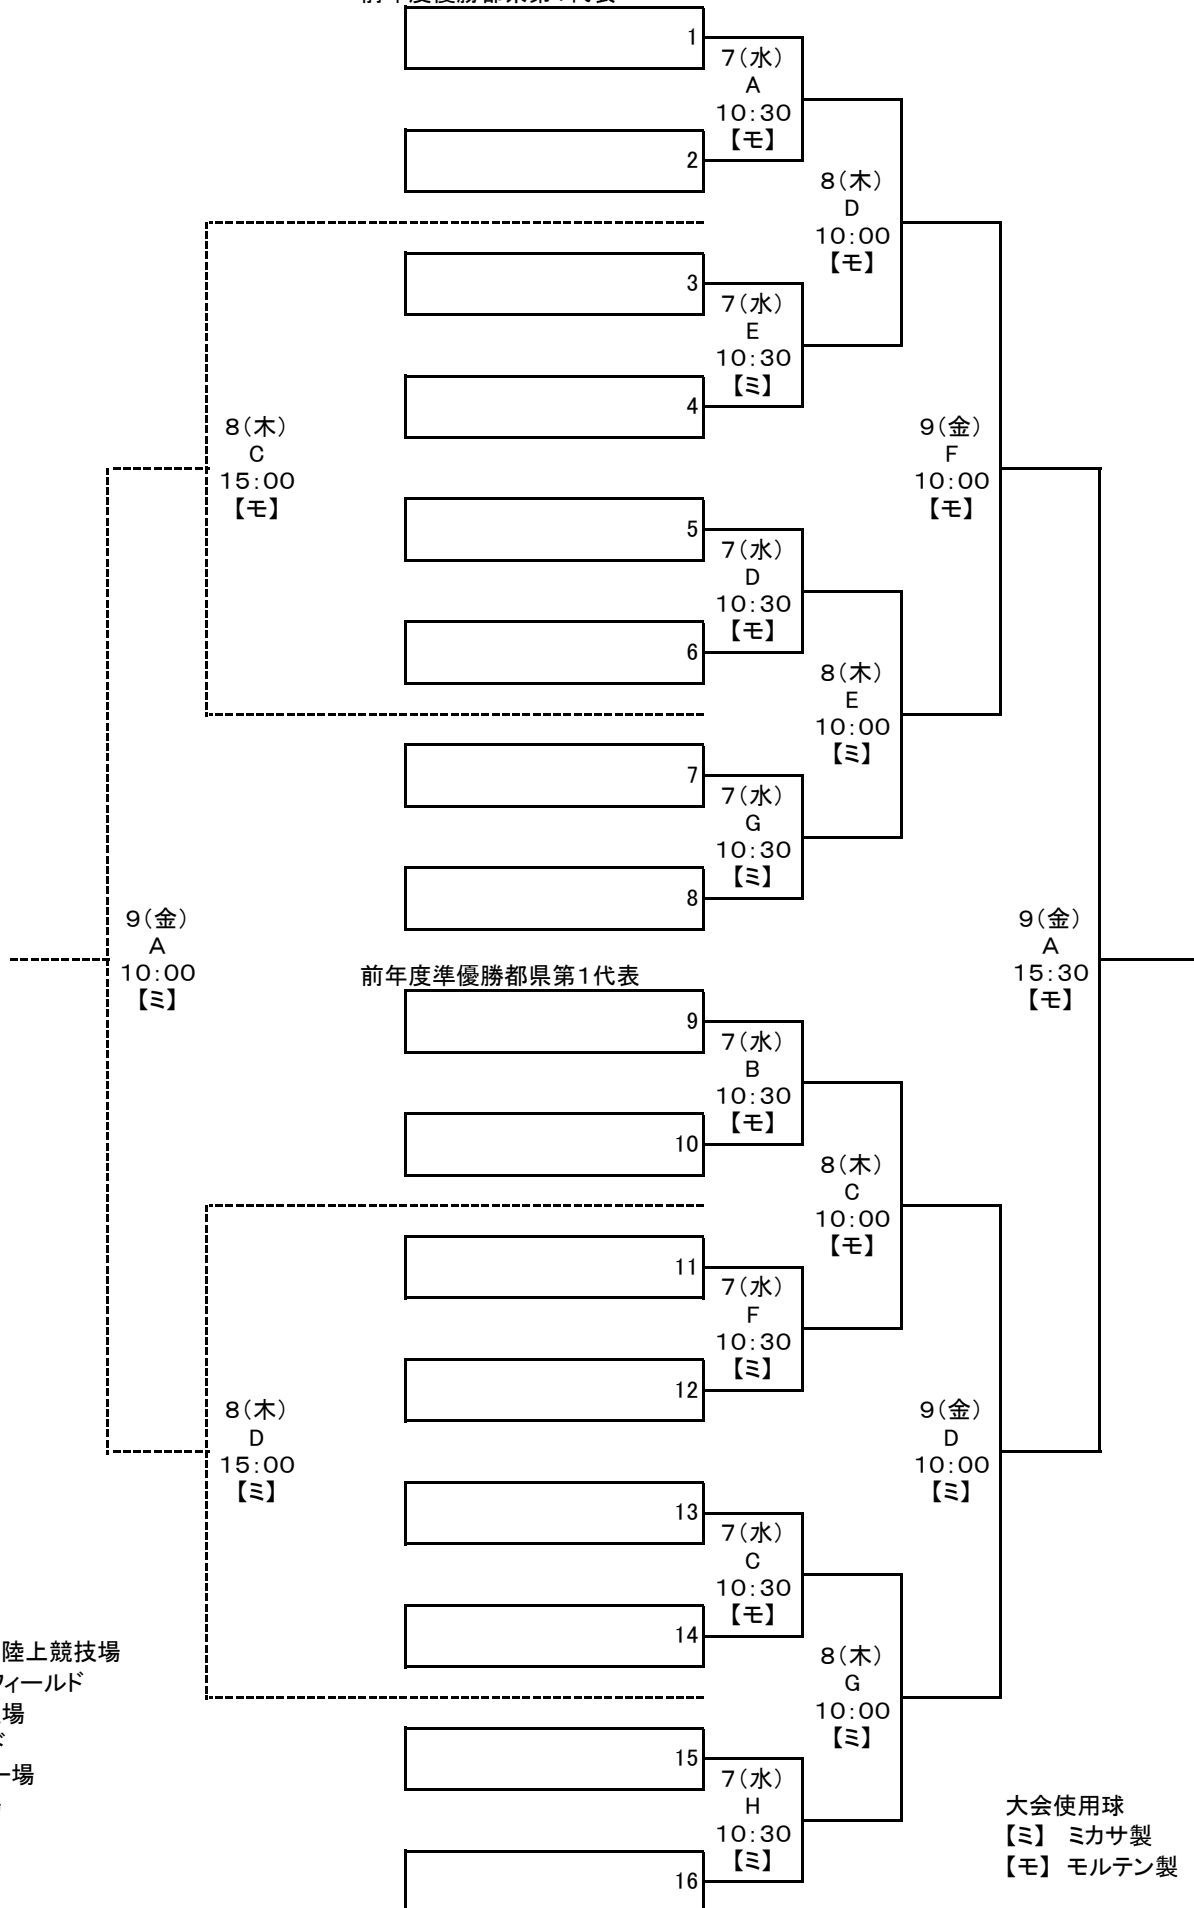 1
7(水)
A
10:30
【モ】
2
8(木)
D
10:00
【モ】
3
7(水)
E
10:30
【ミ】
4
8(木)
C
15:00
【モ】
9(金)
F
10:00
【モ】
5
7(水)
D
10:30
【モ】
6
8(木)
E
10:00
【ミ】
7
7(水)
G
10:30
【ミ】
8
9(金)
A
10:00
【ミ】
9(金)
A
15:30
【モ】
前年度準優勝都県第1代表
9
7(水)
B
10:30
【モ】
10
8(木)
C
10:00
【モ】
11
7(水)
F
10:30
【ミ】
12
8(木)
D
15:00
【ミ】
9(金)
D
10:00
【ミ】
13
7(水)
C
10:30
【モ】
14
8(木)
G
10:00
【ミ】
陸上競技場
フィールド
場
ー場
15
7(水)
H
10:30
【ミ】
16
大会使用球
【ミ】 ミカサ製
【モ】 モルテン製